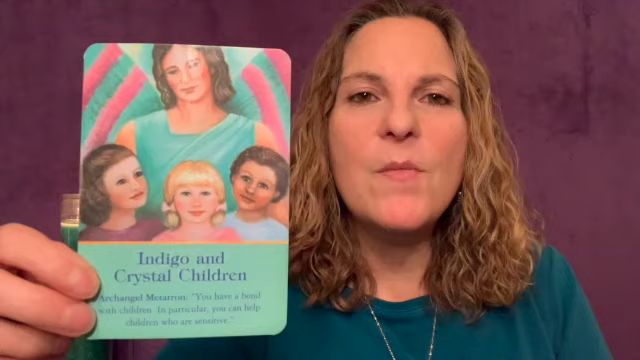 Indigo and
Crystal Children
Archangel Metatron: "You have a bond
with children. In particular, you can help
children who are sensitive."